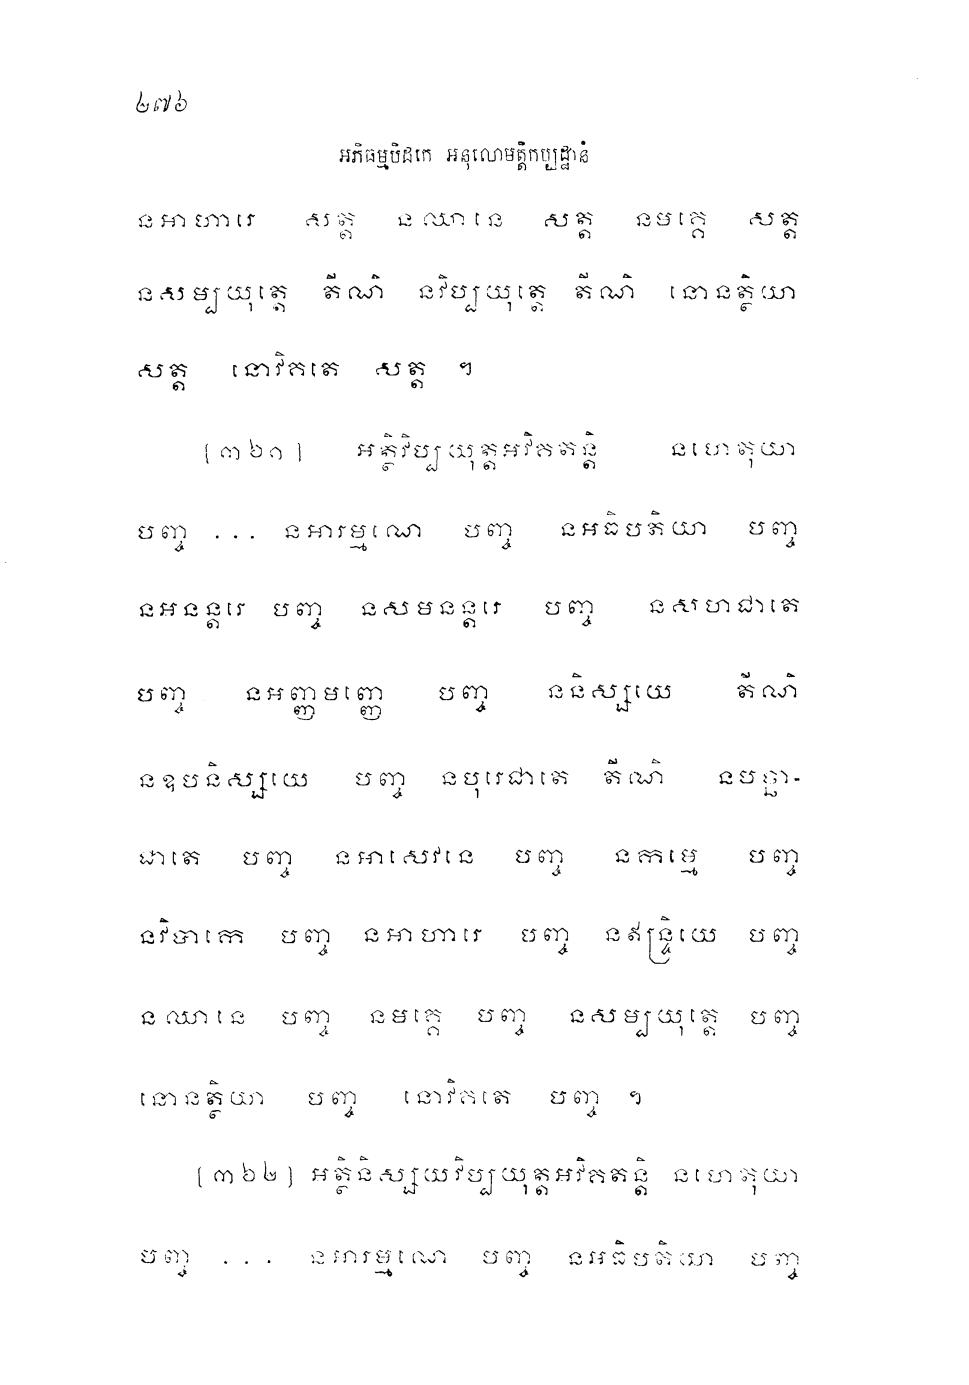 ២៧៦
អភិធម្មបិដកេ អនុលោមត្តិកប្បដ្ឋានំ
នអាហារេ សត្ត នឈានេ សត្ត នមគ្គេ សត្ត
នសម្បយុត្តេ តីណិ នវិប្បយុត្តេ តីណិ នោនត្ថិយា
សត្ត នោវិគតេ សត្ត ។
[៣៦១] អត្ថិវិប្បយុត្តអវិគតន្តិ នហេតុយា
បញ្ច ... នអារម្មណេ បញ្ច នអធិបតិយា បញ្ច
នអនន្តរេ បញ្ច នសមនន្តរេ បញ្ច នសហជាតេ
បញ្ច នអញ្ញមញ្ញេ បញ្ច ននិស្សយេ តីណិ
នឧបនិស្សយេ បញ្ច នបុរេជាតេ តីណិ នបច្ឆា-
ជាតេ បញ្ច នអាសេវនេ បញ្ច នកម្មេ បញ្ច
នវិបាកេ បញ្ច នអាហារេ បញ្ច នឥន្ទ្រិយេ បញ្ច
នឈានេ បញ្ច នមគ្គេ បញ្ច នសម្បយុត្តេ បញ្ច
នោនត្ថិយា បញ្ច នោវិគតេ បញ្ច ។
[៣៦២] អត្ថិនិស្សយវិប្បយុត្តអវិគតន្តិ នហេតុយា
បញ្ច ... នអារម្មណេ បញ្ច នអធិបតិយា បញ្ច